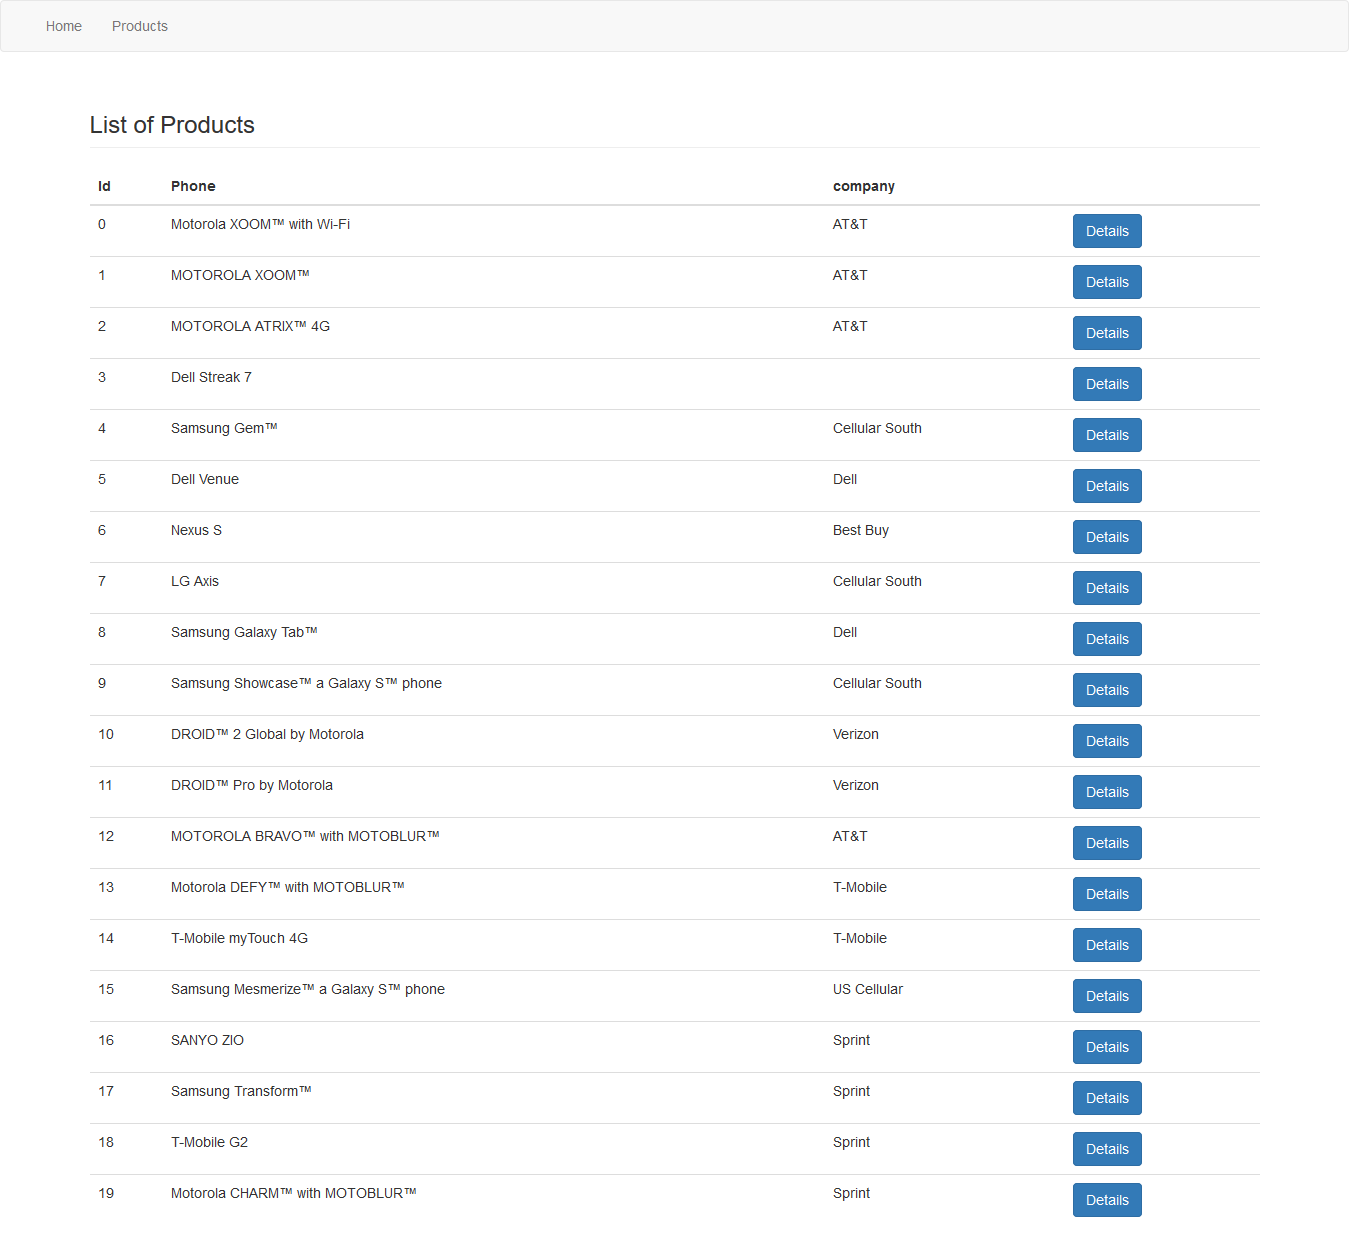 Home Products
List of Products
Id Phone company
0 Motorola XOOM™ with Wi-Fi AT&T Details
1 MOTOROLA XOOM™ AT&T Details
2 MOTOROLA ATRIX™ 4G AT&T Details
3 Dell Streak 7 Details
4 Samsung Gem™ Cellular South Details
5 Dell Venue Dell Details
6 Nexus S Best Buy Details
7 LG Axis Cellular South Details
8 Samsung Galaxy Tab™ Dell Details
9 Samsung Showcase™ a Galaxy S™ phone Cellular South Details
10 DROID™ 2 Global by Motorola Verizon Details
11 DROID™ Pro by Motorola Verizon Details
12 MOTOROLA BRAVO™ with MOTOBLUR™ AT&T Details
13 Motorola DEFY™ with MOTOBLUR™ T-Mobile Details
14 T-Mobile myTouch 4G T-Mobile Details
15 Samsung Mesmerize™ a Galaxy S™ phone US Cellular Details
16 SANYO ZIO Sprint Details
17 Samsung Transform™ Sprint Details
18 T-Mobile G2 Sprint Details
19 Motorola CHARM™ with MOTOBLUR™ Sprint Details